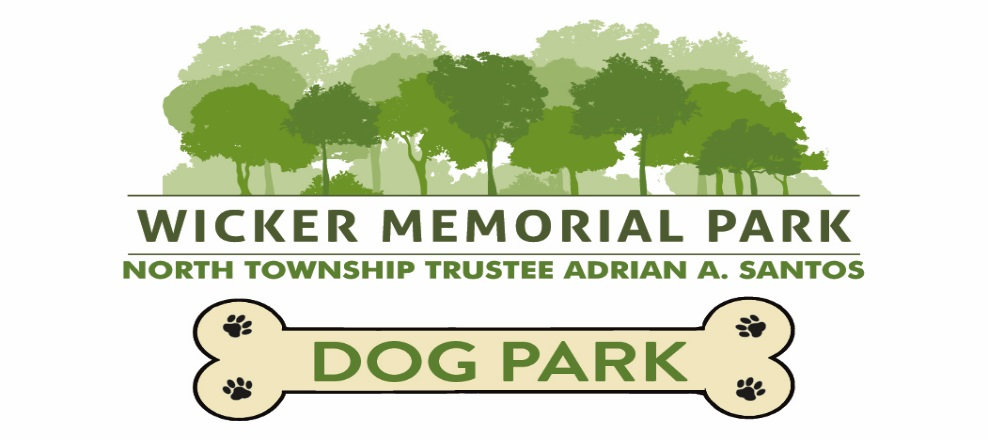 WICKER MEMORIAL PARK
NORTH TOWNSHIP TRUSTEE ADRIAN A. SANTOS
DOG PARK